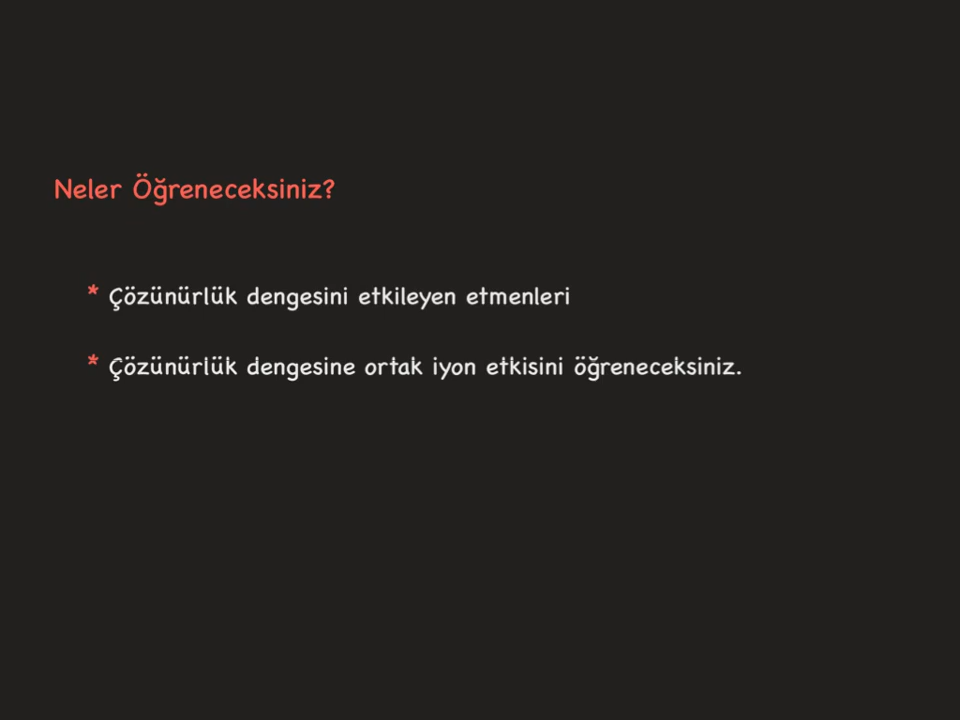 Neler Öğreneceksiniz?
* Çözünürlük dengesini etkileyen etmenleri
* Çözünürlük dengesine ortak iyon etkisini öğreneceksiniz.